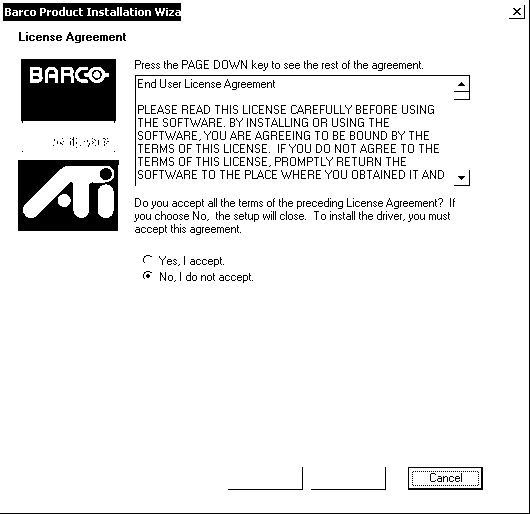 Barco Product Installation Wiza
License Agreement
BARCO
ATi
Press the PAGE DOWN key to see the rest of the agreement.
End User License Agreement
PLEASE READ THIS LICENSE CAREFULLY BEFORE USING
THE SOFTWARE. BY INSTALLING OR USING THE
SOFTWARE, YOU ARE AGREEING TO BE BOUND BY THE
TERMS OF THIS LICENSE.  IF YOU DO NOT AGREE TO THE
TERMS OF THIS LICENSE, PROMPTLY RETURN THE
SOFTWARE TO THE PLACE WHERE YOU OBTAINED IT AND
Do you accept all the terms of the preceding License Agreement?  If
you choose No,  the setup will close.  To install the driver, you must
accept this agreement.
Yes, I accept.
No, I do not accept.
Cancel